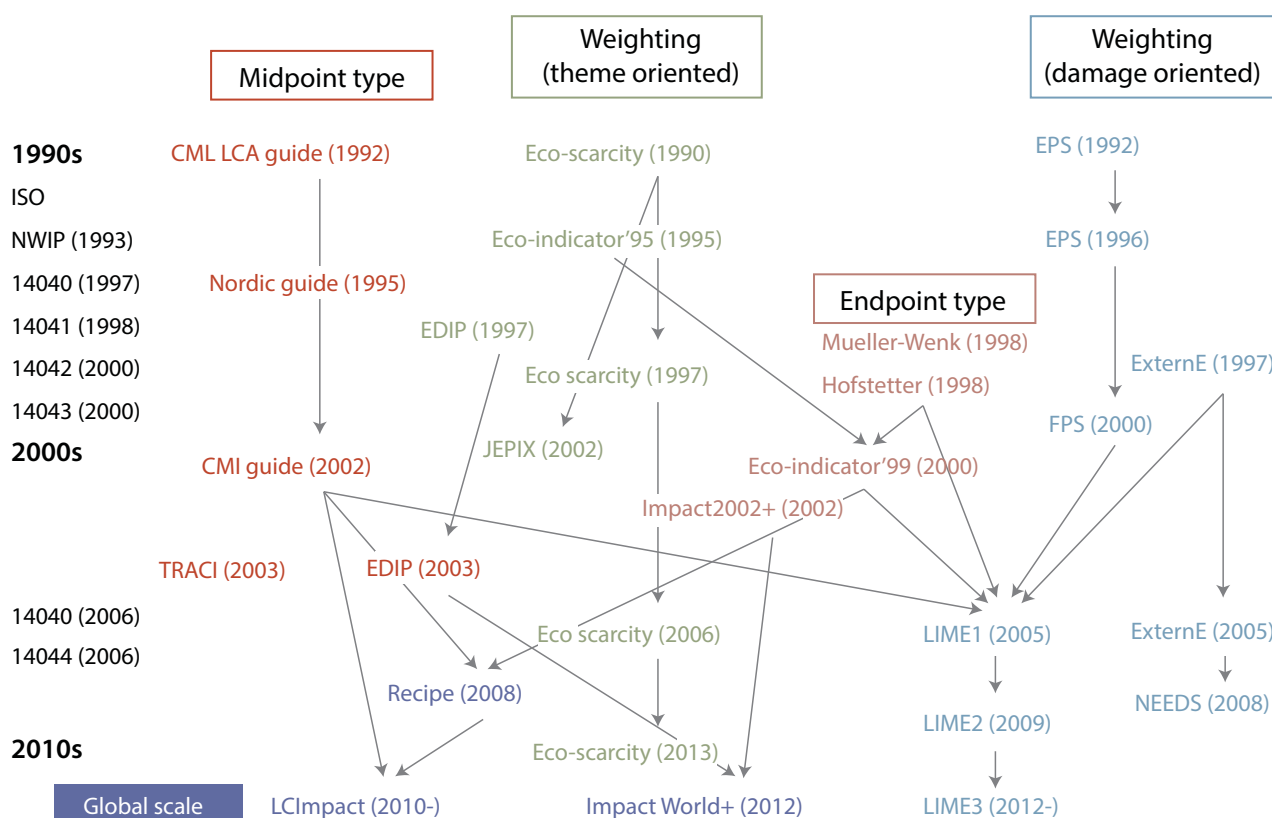 Midpoint type
Weighting
(theme oriented)
Weighting
(damage oriented)
1990s
CML LCA guide (1992)
Eco-scarcity (1990)
EPS (1992)
ISO
NWIP (1993)
Eco-indicator'95 (1995)
EPS (1996)
14040 (1997)
Nordic guide (1995)
Endpoint type
14041 (1998)
EDIP (1997)
Mueller-Wenk (1998)
14042 (2000)
Eco scarcity (1997)
Hofstetter (1998)
ExternE (1997)
14043 (2000)
FPS (2000)
2000s
JEPIX (2002)
CMI guide (2002)
Eco-indicator'99 (2000)
Impact2002+ (2002)
TRACI (2003)
EDIP (2003)
14040 (2006)
Eco scarcity (2006)
LIME1 (2005)
ExternE (2005)
14044 (2006)
Recipe (2008)
NEEDS (2008)
LIME2 (2009)
2010s
Eco-scarcity (2013)
Global scale
LCImpact (2010-)
Impact World+ (2012)
LIME3 (2012-)